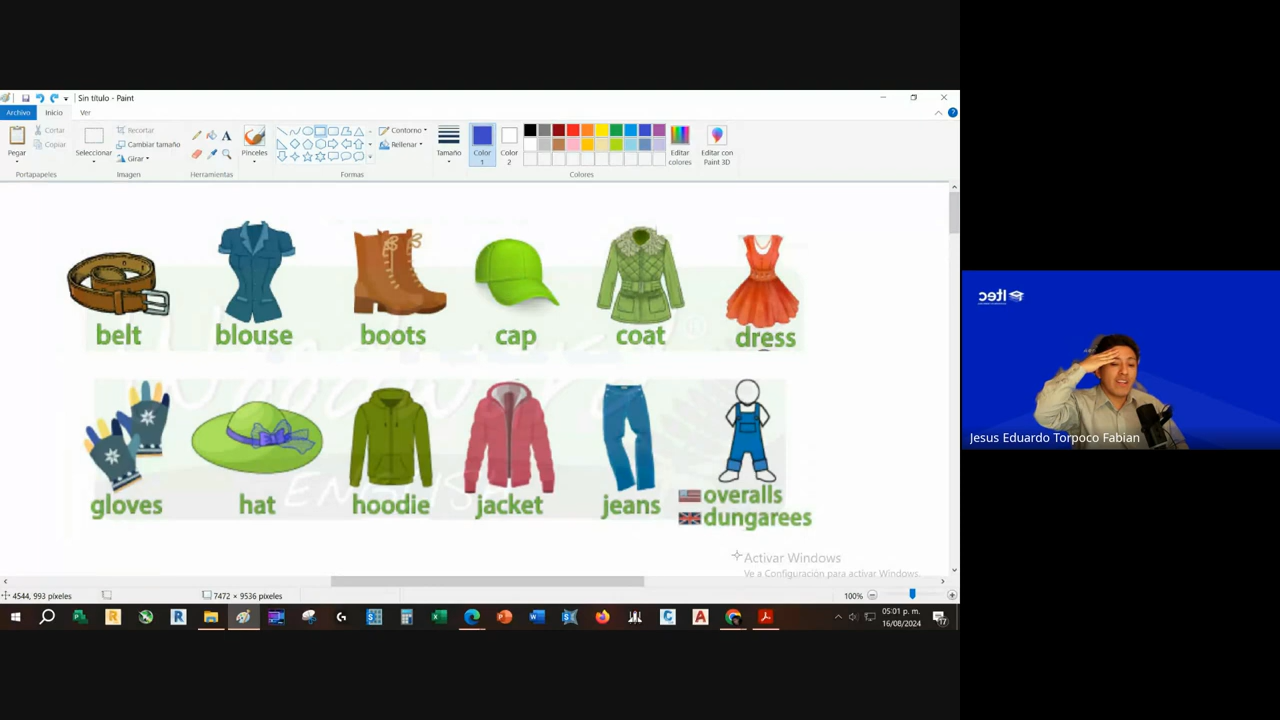 Sin título - Paint
Archivo Inicio Ver
Pegar
Cortar
Copiar
Portapapeles
Seleccionar
Recortar
Cambiar tamaño
Girar
Imagen
A
Herramientas
Pinceles
Contorno
Rellenar
Formas
Tamaño
Color 1
Color 2
Editar colores
Editar con Paint 3D
Colores
belt blouse boots cap coat dress
gloves hat hoodie jacket jeans overalls
dungarees
ENGLISH
Activar Windows
Ve a Configuración para activar Windows.
4544, 993 píxeles 7472 × 9536 píxeles 100%
05:01 p. m.
16/08/2024
itec
Jesus Eduardo Torpoco Fabian